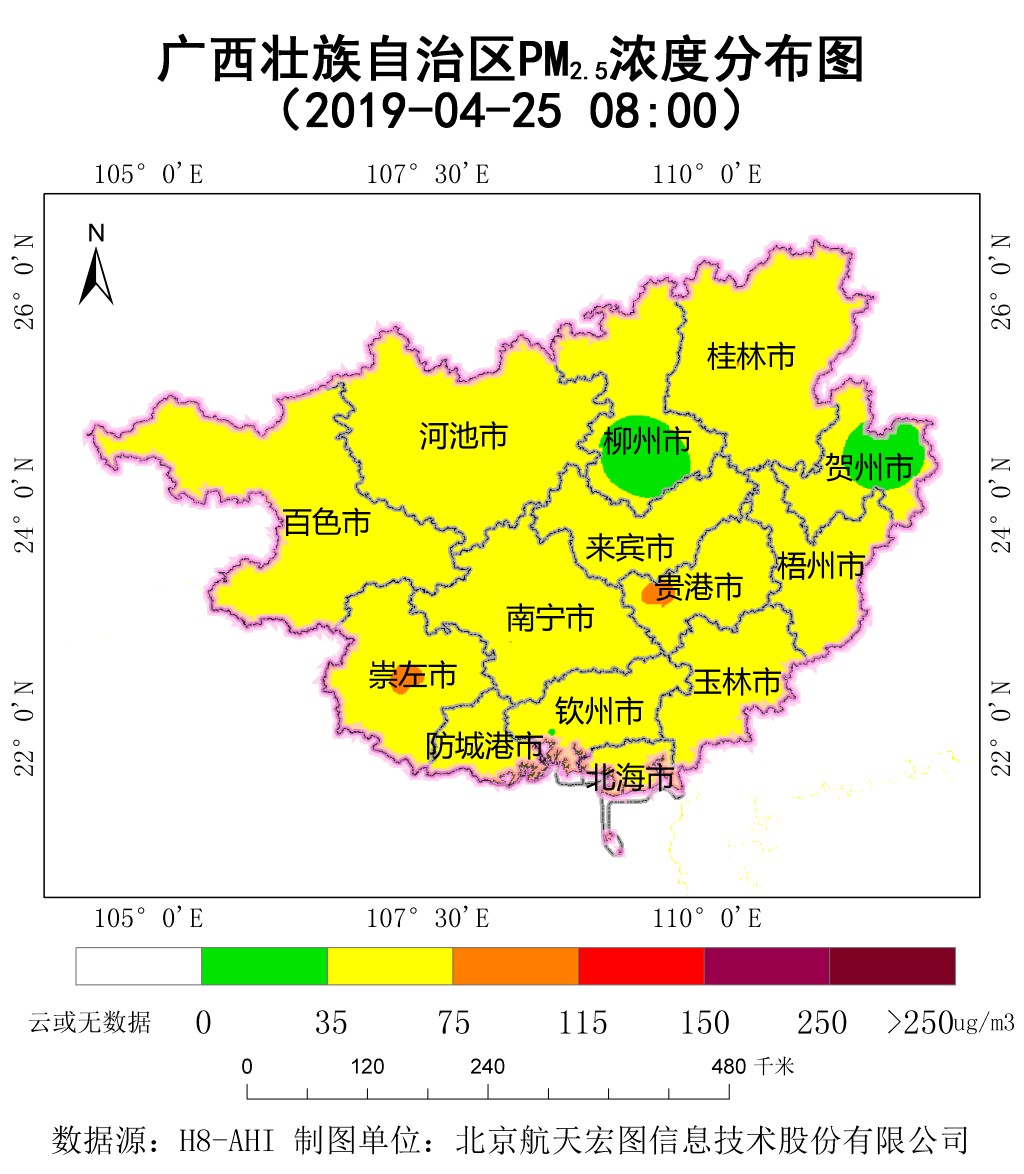 广西壮族自治区PM2.5浓度分布图
（2019-04-25 08:00）
105° 0'E 107° 30'E 110° 0'E
N
26° 0'N 26° 0'N
桂林市
河池市
柳州市
贺州市
24° 0'N 24° 0'N
百色市
来宾市
梧州市
贵港市
南宁市
崇左市
玉林市
钦州市
22° 0'N 22° 0'N
防城港市
北海市
105° 0'E 107° 30'E 110° 0'E
云或无数据 0 35 75 115 150 250 >250ug/m3
0 120 240 480 千米
数据源：H8-AHI 制图单位：北京航天宏图信息技术股份有限公司